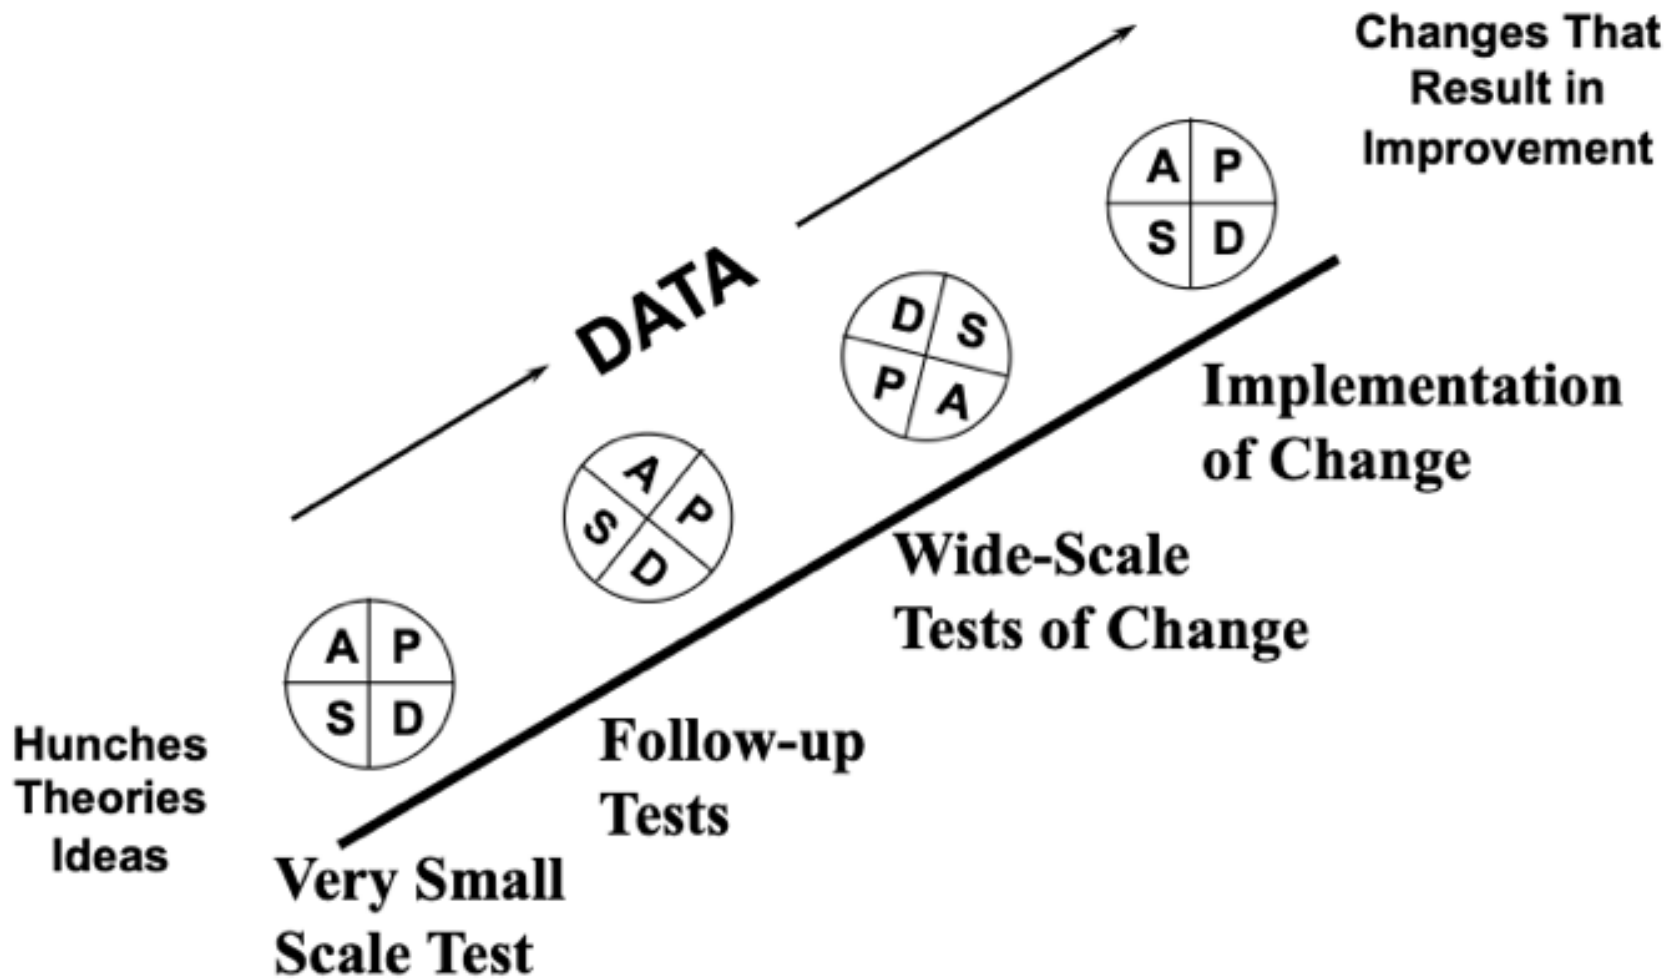 Changes That
Result in
Improvement
A P
S D
DATA
D S
P A
Implementation
of Change
A
S P
D
Wide-Scale
Tests of Change
A P
S D
Follow-up
Tests
Hunches
Theories
Ideas
Very Small
Scale Test